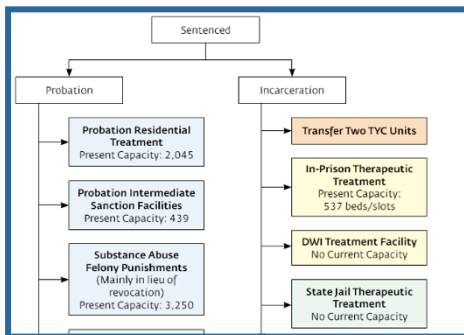 Sentenced
Probation
Incarceration
Probation Residential
Treatment
Present Capacity: 2,045
Probation Intermediate
Sanction Facilities
Present Capacity: 439
Substance Abuse
Felony Punishments
(Mainly in lieu of
revocation)
Present Capacity: 3,250
Transfer Two TYC Units
In-Prison Therapeutic
Treatment
Present Capacity:
537 beds/slots
DWI Treatment Facility
No Current Capacity
State Jail Therapeutic
Treatment
No Current Capacity